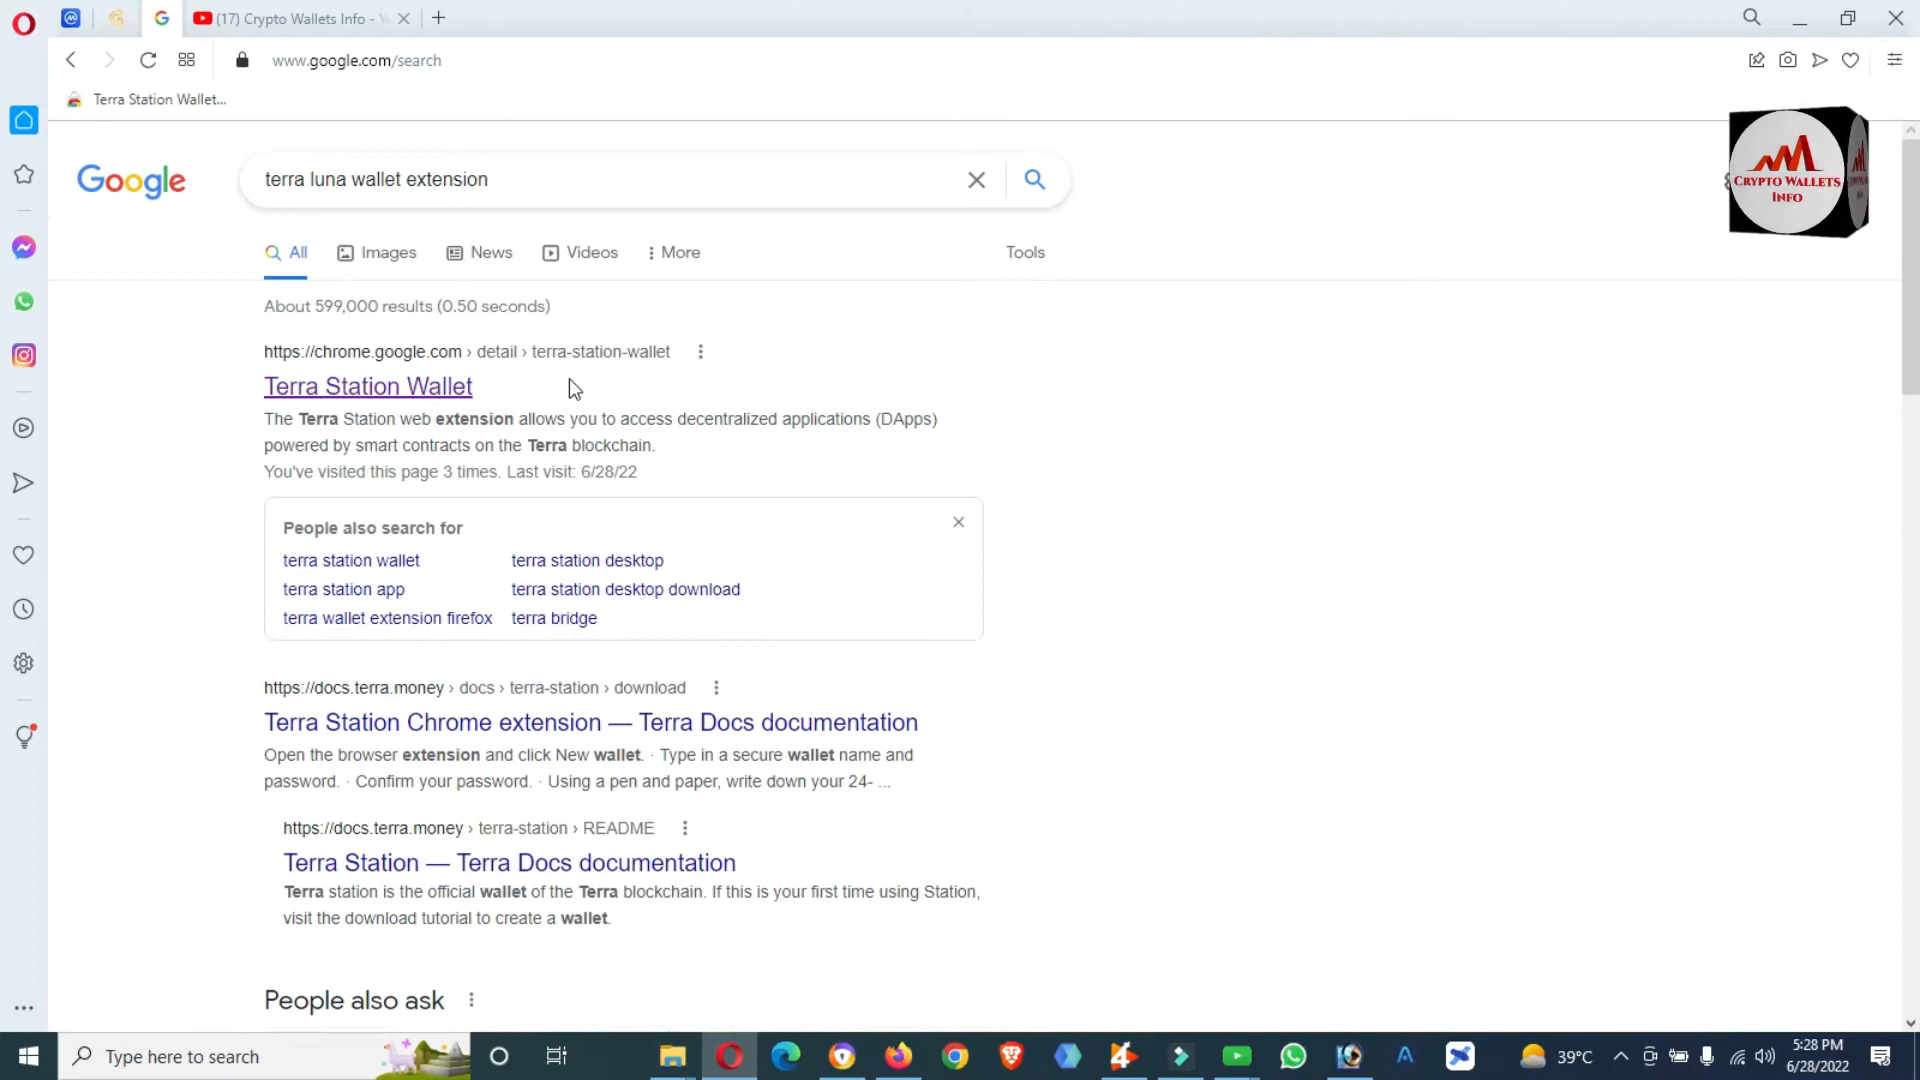 (17) Crypto Wallets Info -
www.google.com/search
Terra Station Wallet...
Google
terra luna wallet extension
CRYPTO WALLETS
INFO
All
Images
News
Videos
More
Tools
About 599,000 results (0.50 seconds)
https://chrome.google.com › detail › terra-station-wallet
Terra Station Wallet
The Terra Station web extension allows you to access decentralized applications (DApps)
powered by smart contracts on the Terra blockchain.
You've visited this page 3 times. Last visit: 6/28/22
People also search for
terra station wallet
terra station desktop
terra station app
terra station desktop download
terra wallet extension firefox
terra bridge
https://docs.terra.money › docs › terra-station › download
Terra Station Chrome extension — Terra Docs documentation
Open the browser extension and click New wallet. · Type in a secure wallet name and
password. · Confirm your password. · Using a pen and paper, write down your 24- ...
https://docs.terra.money › terra-station › README
Terra Station — Terra Docs documentation
Terra station is the official wallet of the Terra blockchain. If this is your first time using Station,
visit the download tutorial to create a wallet.
People also ask
Type here to search
39°C
5:28 PM
6/28/2022